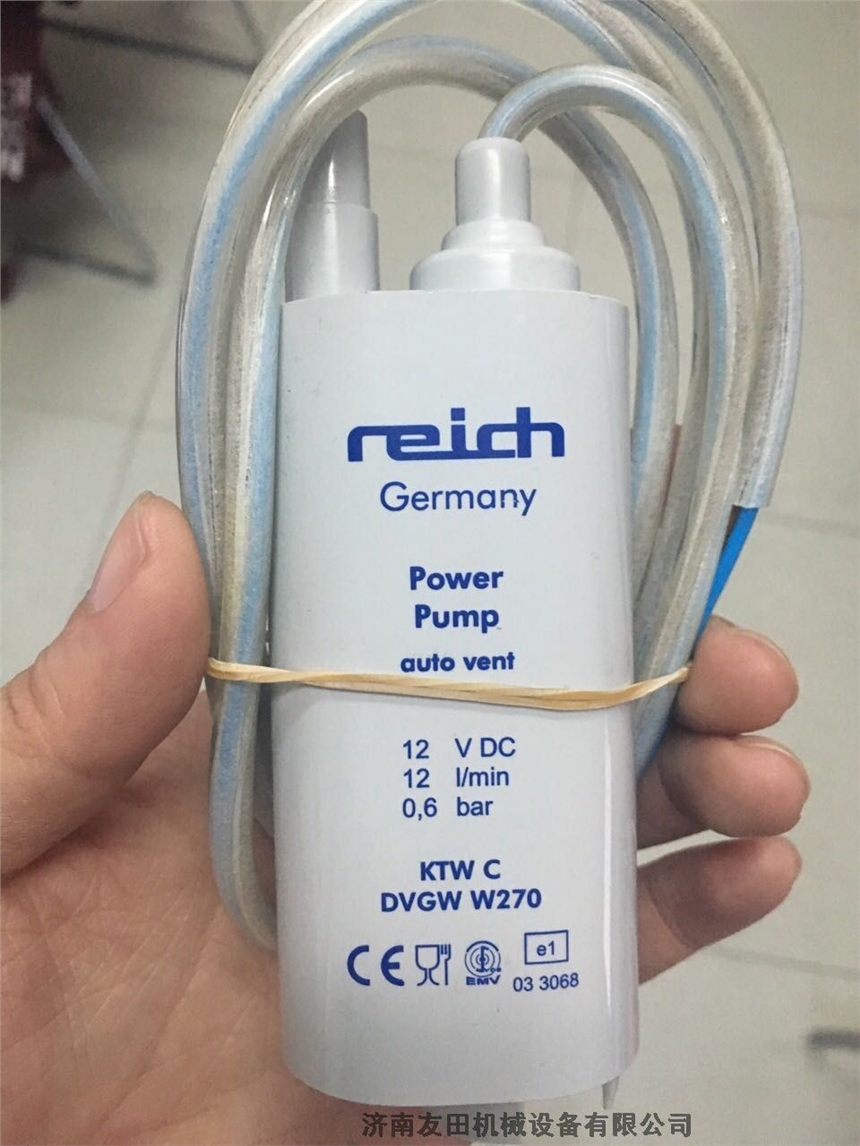 reich
Germany
Power
Pump
auto vent
12 V DC
12 l/min
0,6 bar
KTW C
DVGW W270
CE
EMV
e1
03 3068
济南友田机械设备有限公司